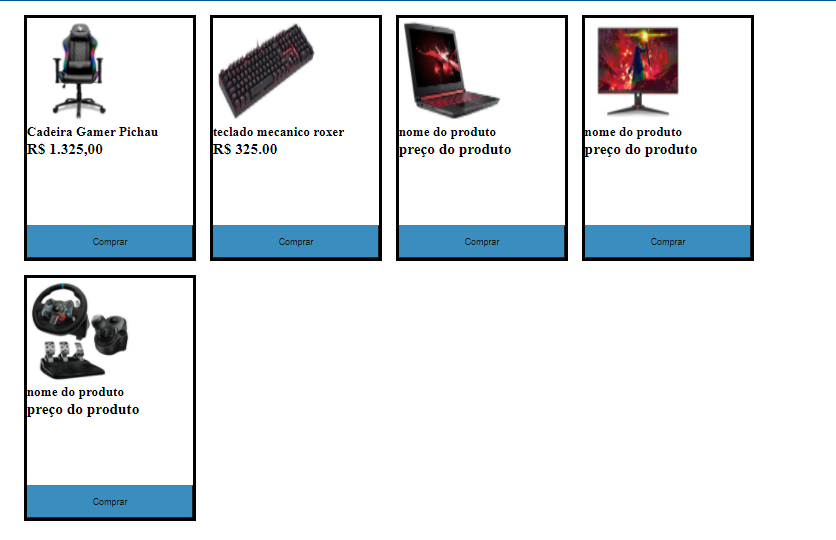 Cadeira Gamer Pichau
R$ 1.325,00
Comprar
teclado mecanico roxer
R$ 325.00
Comprar
nome do produto
preço do produto
Comprar
nome do produto
preço do produto
Comprar
nome do produto
preço do produto
Comprar